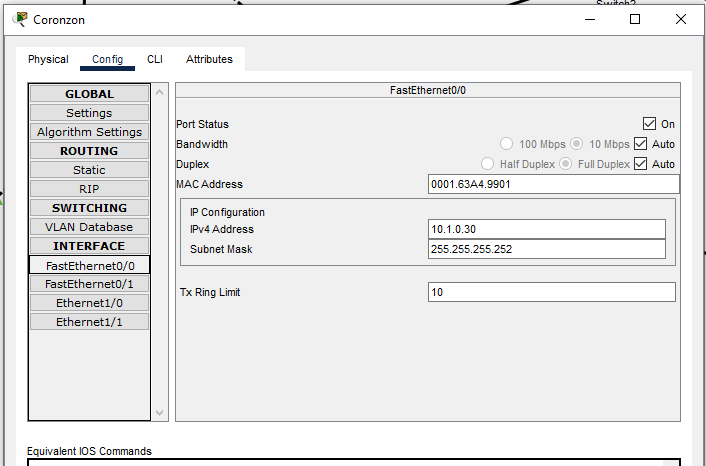 Switch2
Coronzon
Physical Config CLI Attributes
GLOBAL
Settings
Algorithm Settings
ROUTING
Static
RIP
SWITCHING
VLAN Database
INTERFACE
FastEthernet0/0
FastEthernet0/1
Ethernet1/0
Ethernet1/1
FastEthernet0/0
Port Status On
Bandwidth 100 Mbps 10 Mbps Auto
Duplex Half Duplex Full Duplex Auto
MAC Address 0001.63A4.9901
IP Configuration
IPv4 Address 10.1.0.30
Subnet Mask 255.255.255.252
Tx Ring Limit 10
Equivalent IOS Commands